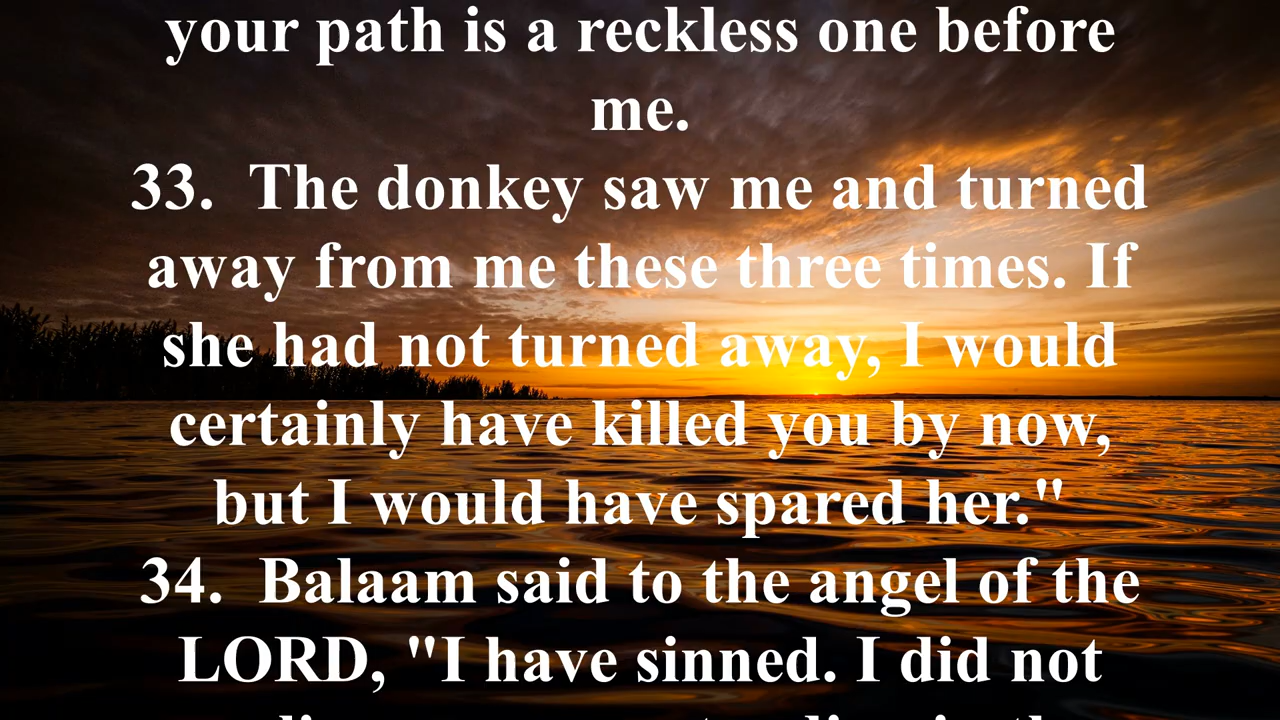 your path is a reckless one before
me.
33.  The donkey saw me and turned
away from me these three times. If
she had not turned away, I would
certainly have killed you by now,
but I would have spared her."
34.  Balaam said to the angel of the
LORD, "I have sinned. I did not